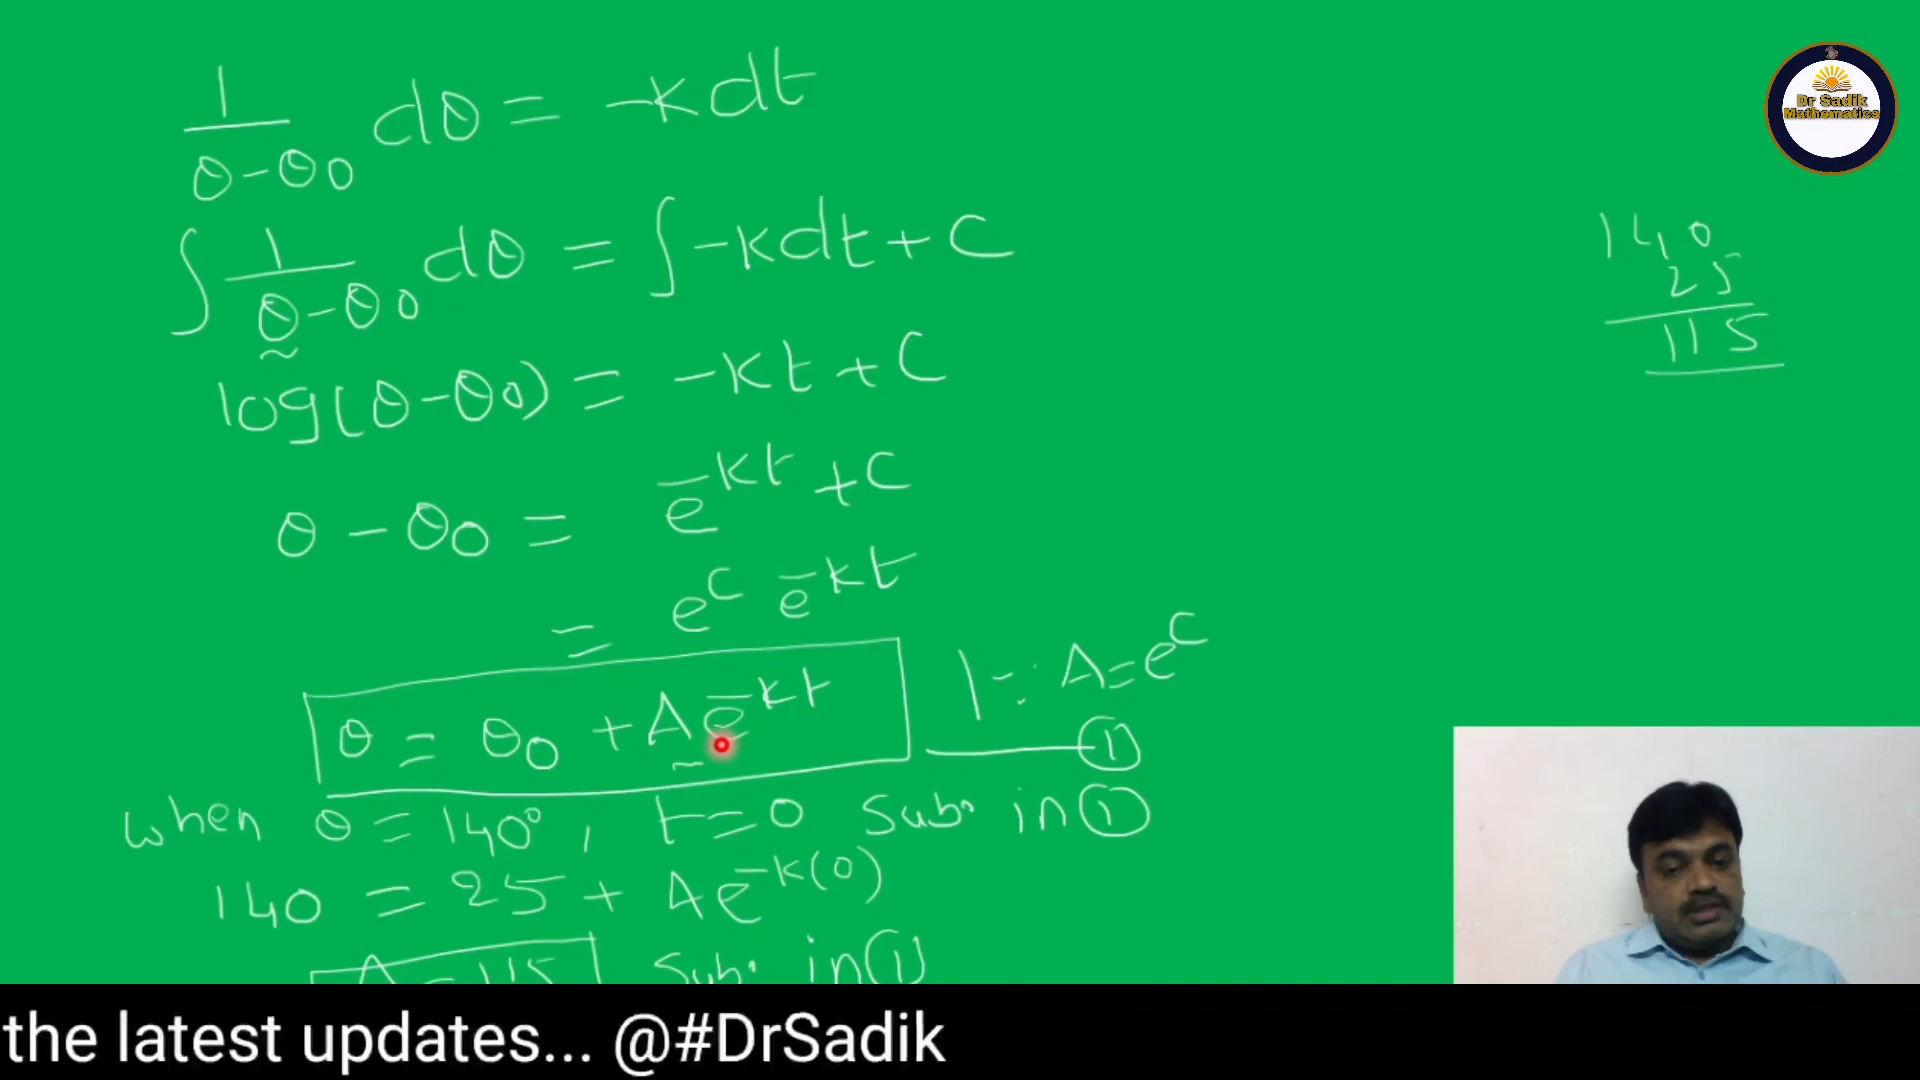 1/(θ-θ0) dθ = -kdt
∫ 1/(θ-θ0) dθ = ∫ -kdt + C
log(θ-θ0) = -kt + C
θ - θ0 = e^-kt + C
= e^C e^-kt
θ = θ0 + A e^-kt | ∵ A = e^C
①
when θ = 140°, t = 0 Sub. in ①
140 = 25 + A e^-k(0)
A = 115 Sub. in ①
140
25
115
Dr Sadik
Mathematics
the latest updates... @#DrSadik